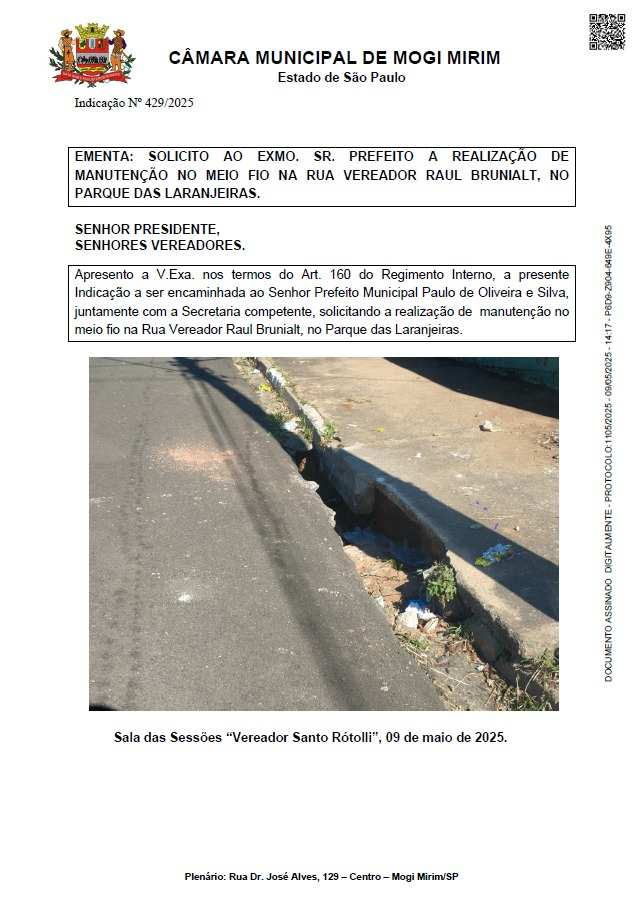 CÂMARA MUNICIPAL DE MOGI MIRIM
Estado de São Paulo
Indicação Nº 429/2025
EMENTA: SOLICITO AO EXMO. SR. PREFEITO A REALIZAÇÃO DE
MANUTENÇÃO NO MEIO FIO NA RUA VEREADOR RAUL BRUNIALT, NO
PARQUE DAS LARANJEIRAS.
SENHOR PRESIDENTE,
SENHORES VEREADORES.
Apresento a V.Exa. nos termos do Art. 160 do Regimento Interno, a presente
Indicação a ser encaminhada ao Senhor Prefeito Municipal Paulo de Oliveira e Silva,
juntamente com a Secretaria competente, solicitando a realização de manutenção no
meio fio na Rua Vereador Raul Brunialt, no Parque das Laranjeiras.
Sala das Sessões “Vereador Santo Rótolli”, 09 de maio de 2025.
Plenário: Rua Dr. José Alves, 129 – Centro – Mogi Mirim/SP
DOCUMENTO ASSINADO DIGITALMENTE - PROTOCOLO:1105/2025 - 09/05/2025 - 14:17 - P6D9-Z904-649E-4X95